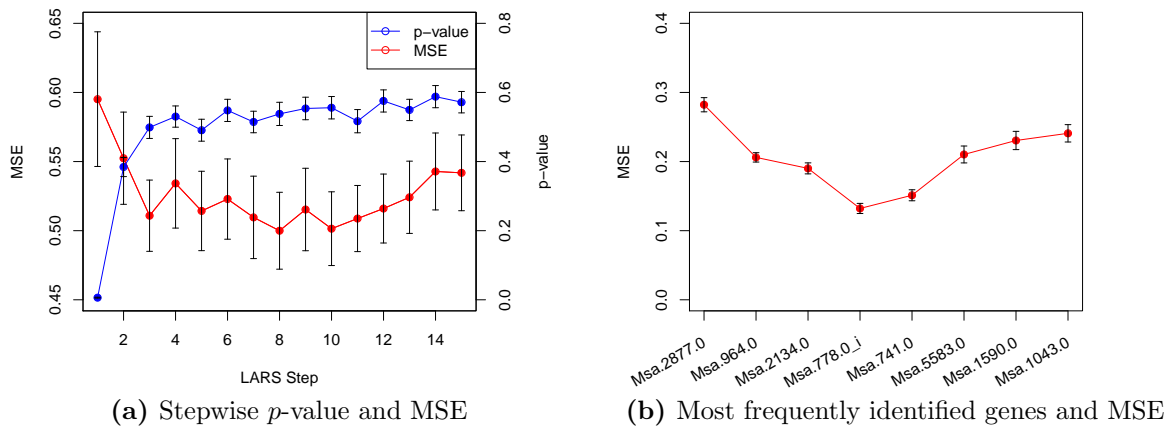 0.65
0.60
0.55
0.50
0.45
MSE
0.8
0.6
0.4
0.2
0.0
p−value
p−value
MSE
2 4 6 8 10 12 14
LARS Step
(a) Stepwise p-value and MSE
0.4
0.3
0.2
0.1
0.0
MSE
Msa.2877.0
Msa.964.0
Msa.2134.0
Msa.778.0_i
Msa.741.0
Msa.5583.0
Msa.1590.0
Msa.1043.0
(b) Most frequently identified genes and MSE